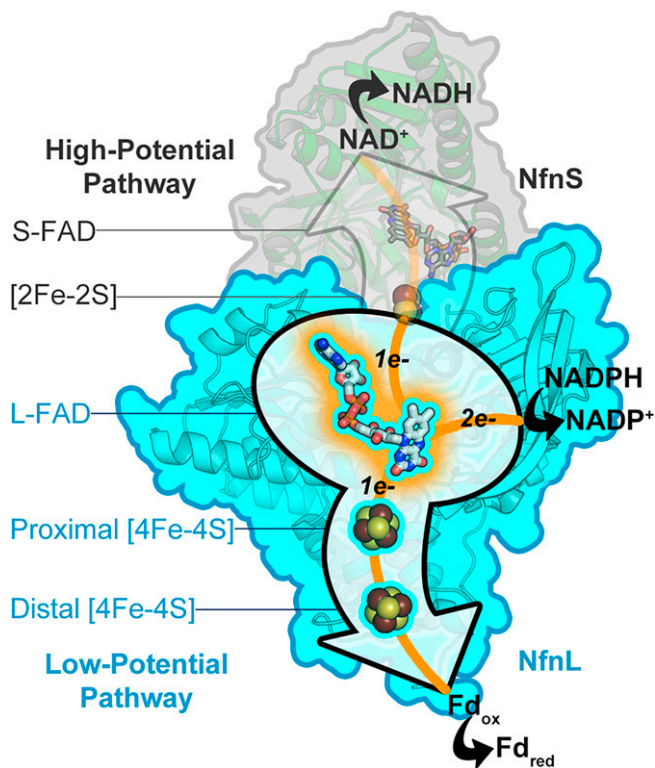 NADH
NAD⁺
High-Potential
Pathway
NfnS
S-FAD
[2Fe-2S]
1e-
NADPH
L-FAD
2e-
NADP⁺
1e-
Proximal [4Fe-4S]
Distal [4Fe-4S]
Low-Potential
Pathway
NfnL
Fdₒₓ
Fd_red